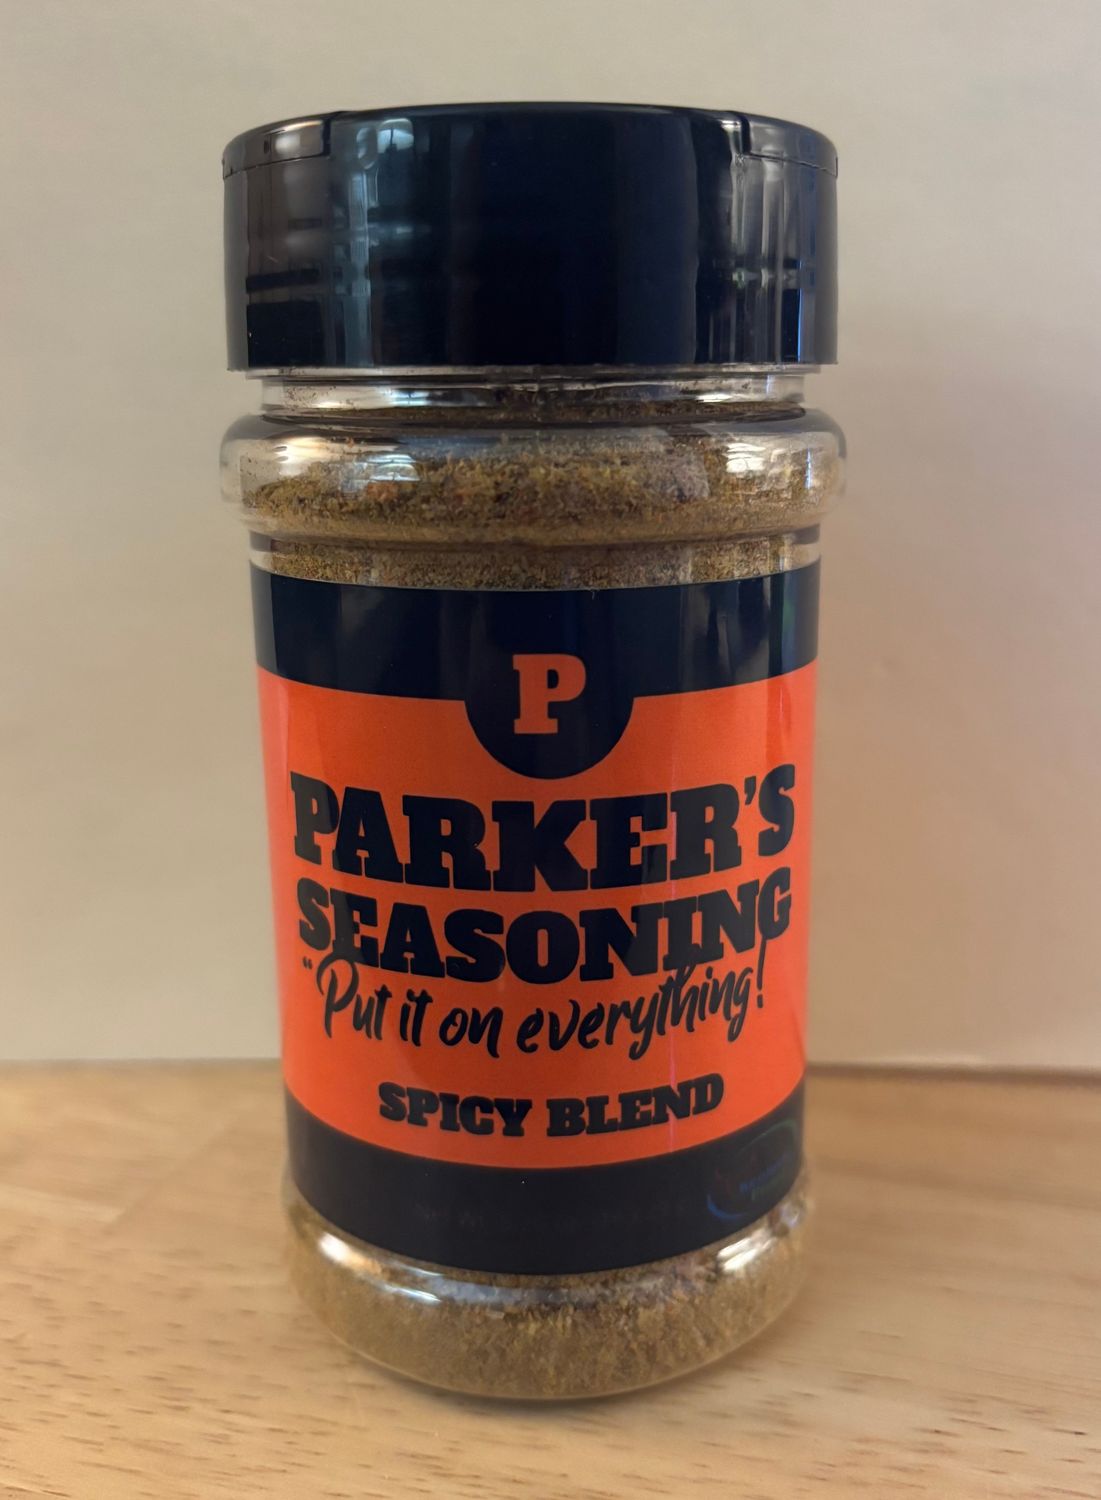 P
PARKER'S
SEASONING
"Put it on everything!
SPICY BLEND